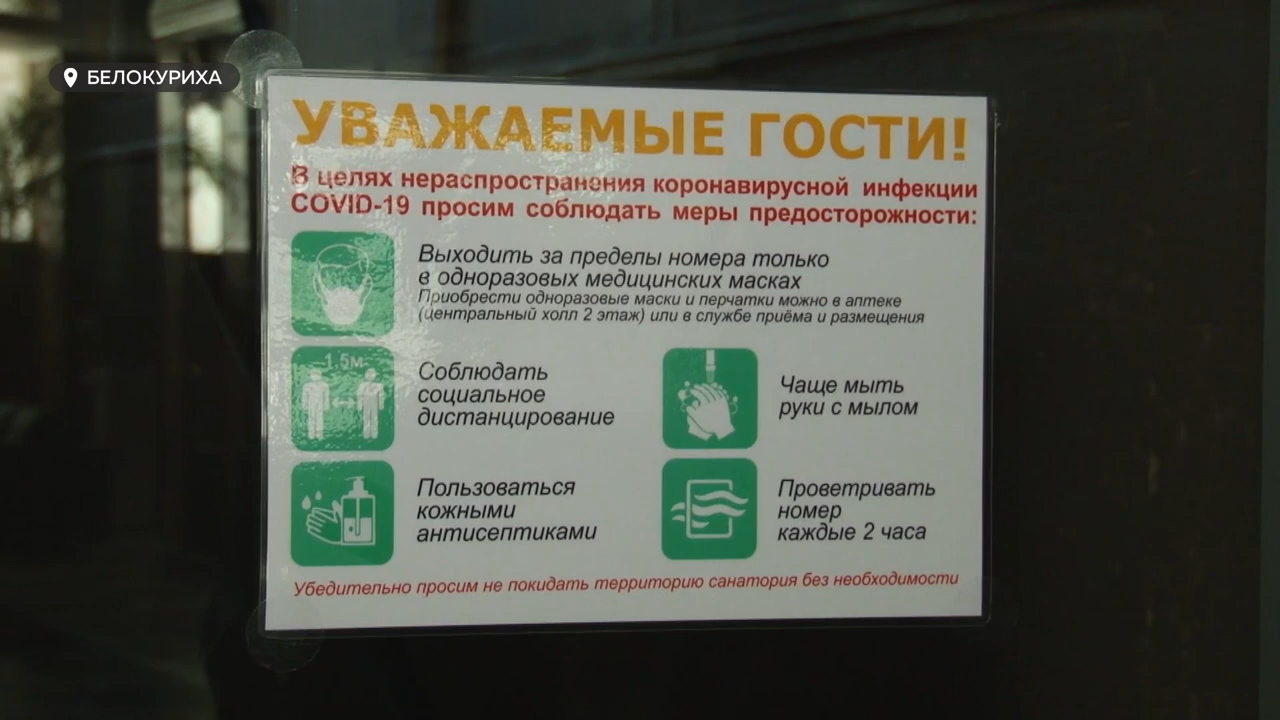 БЕЛОКУРИХА
УВАЖАЕМЫЕ ГОСТИ!
В целях нераспространения коронавирусной инфекции
COVID-19 просим соблюдать меры предосторожности:
Выходить за пределы номера только
в одноразовых медицинских масках
Приобрести одноразовые маски и перчатки можно в аптеке
(центральный холл 2 этаж) или в службе приёма и размещения
1,5м
Соблюдать
социальное
дистанцирование
Чаще мыть
руки с мылом
Пользоваться
кожными
антисептиками
Проветривать
номер
каждые 2 часа
Убедительно просим не покидать территорию санатория без необходимости